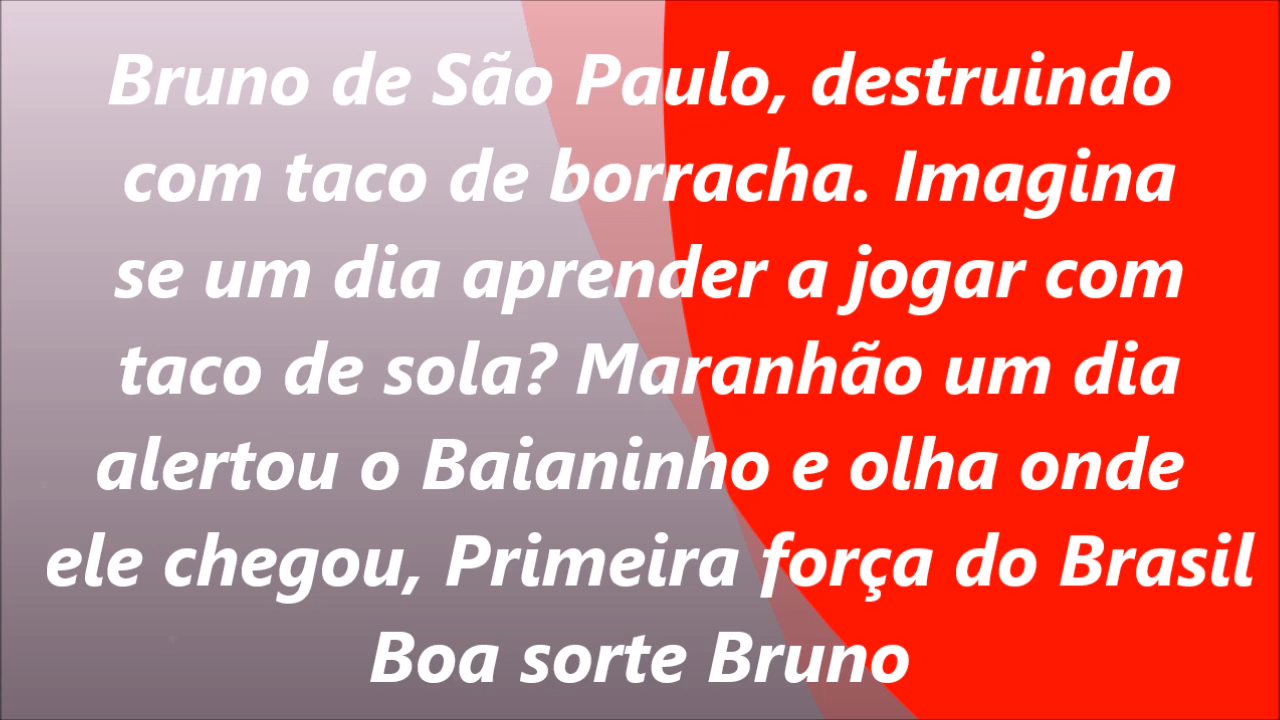 Bruno de São Paulo, destruindo
com taco de borracha. Imagina
se um dia aprender a jogar com
taco de sola? Maranhão um dia
alertou o Baianinho e olha onde
ele chegou, Primeira força do Brasil
Boa sorte Bruno